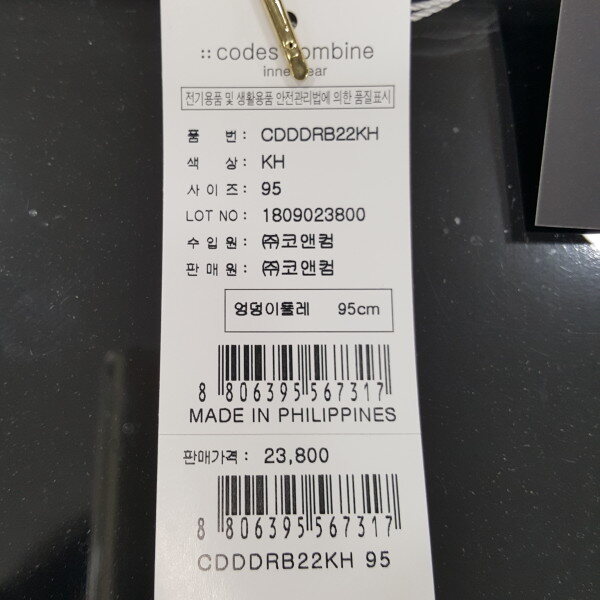 :: codes combine
innerwear
전기용품 및 생활용품 안전관리법에 의한 품질표시
품 번 : CDDDRB22KH
색 상 : KH
사 이 즈 : 95
LOT NO : 1809023800
수 입 원 : ㈜코앤컴
판 매 원 : ㈜코앤컴
엉덩이둘레 95cm
8 806395 567317
MADE IN PHILIPPINES
판매가격 : 23,800
8 806395 567317
CDDDRB22KH 95